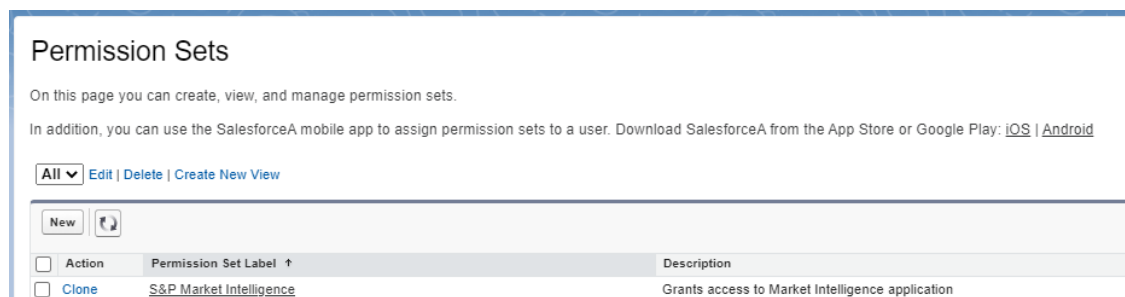 Permission Sets
On this page you can create, view, and manage permission sets.
In addition, you can use the SalesforceA mobile app to assign permission sets to a user. Download SalesforceA from the App Store or Google Play: iOS | Android
All Edit | Delete | Create New View
New
Action Permission Set Label ↑ Description
Clone S&P Market Intelligence Grants access to Market Intelligence application